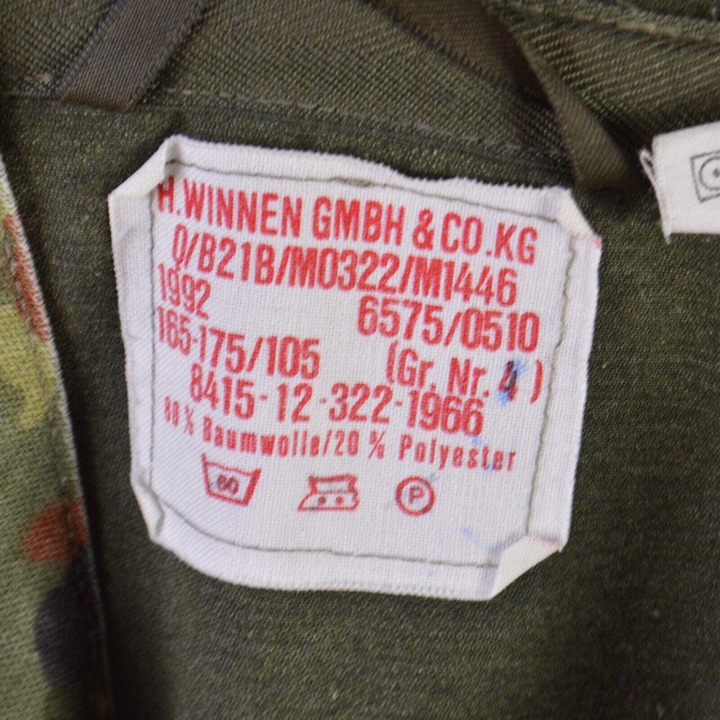 H.WINNEN GMBH & CO.KG
O/B21B/M0322/M1446
1992 6575/0510
165-175/105 (Gr. Nr. 4)
8415-12-322-1966
80% Baumwolle/20% Polyester
60
P